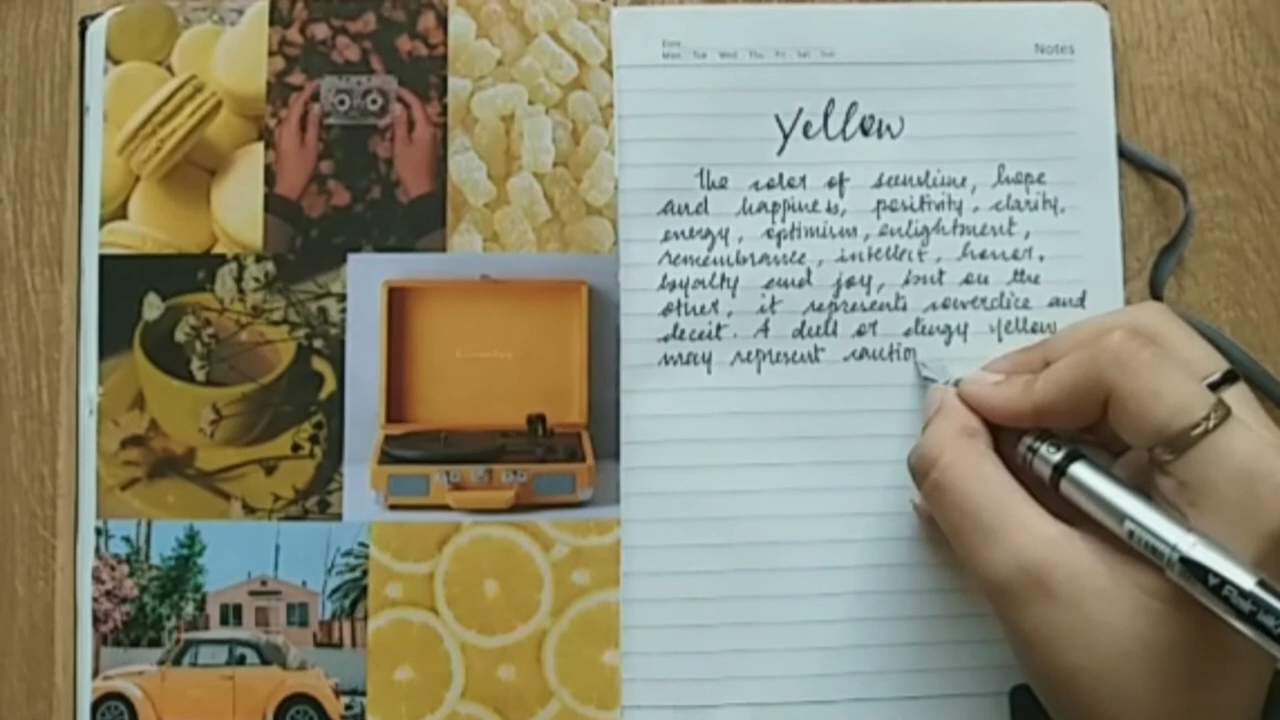 Date
Mon Tue Wed Thu Fri Sat Sun
Notes
Yellow
The color of sunshine, hope
and happiness, positivity, clarity,
energy, optimism, enlightment,
remembrance, intellect, honor,
loyalty and joy, but on the
other, it represents cowerdice and
deceit. A dull or dingy yellow
may represent caution